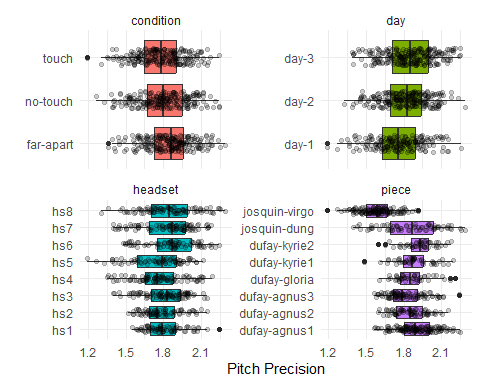 condition
touch
no-touch
far-apart
day
day-3
day-2
day-1
headset
hs8
hs7
hs6
hs5
hs4
hs3
hs2
hs1
1.2 1.5 1.8 2.1
piece
josquin-virgo
josquin-dung
dufay-kyrie2
dufay-kyrie1
dufay-gloria
dufay-agnus3
dufay-agnus2
dufay-agnus1
1.2 1.5 1.8 2.1
Pitch Precision